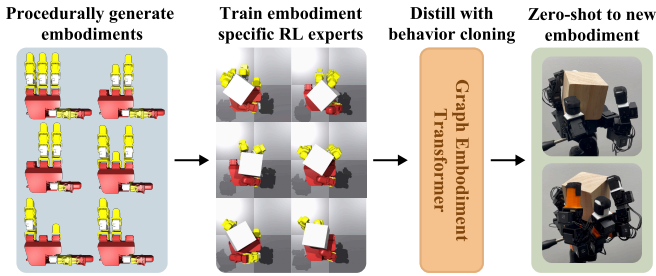 Procedurally generate
embodiments
Train embodiment
specific RL experts
Distill with
behavior cloning
Zero-shot to new
embodiment
Graph Embodiment
Transformer